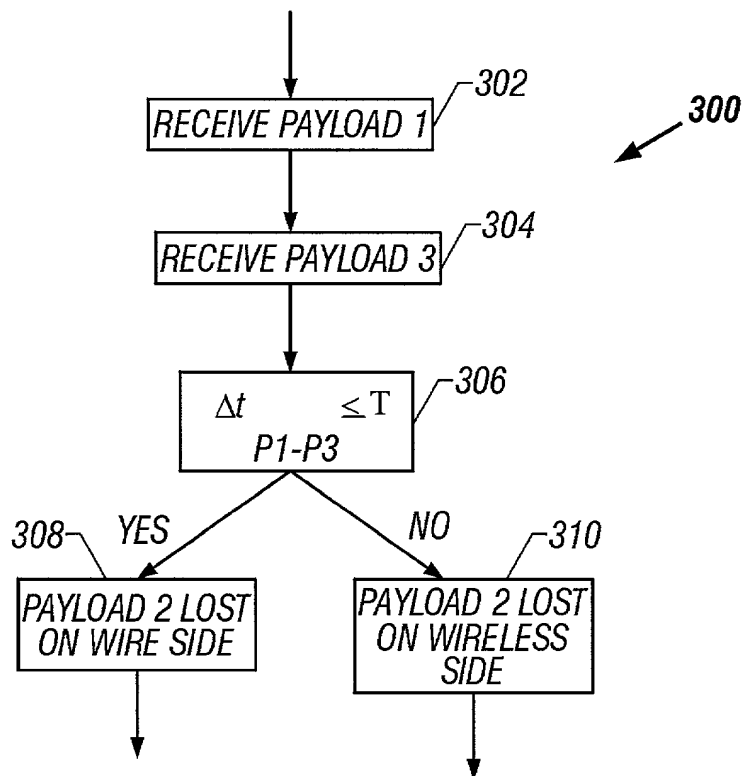 RECEIVE PAYLOAD 1
302
300
RECEIVE PAYLOAD 3
304
Δt ≤ T
P1-P3
306
YES
NO
308
PAYLOAD 2 LOST
ON WIRE SIDE
310
PAYLOAD 2 LOST
ON WIRELESS
SIDE